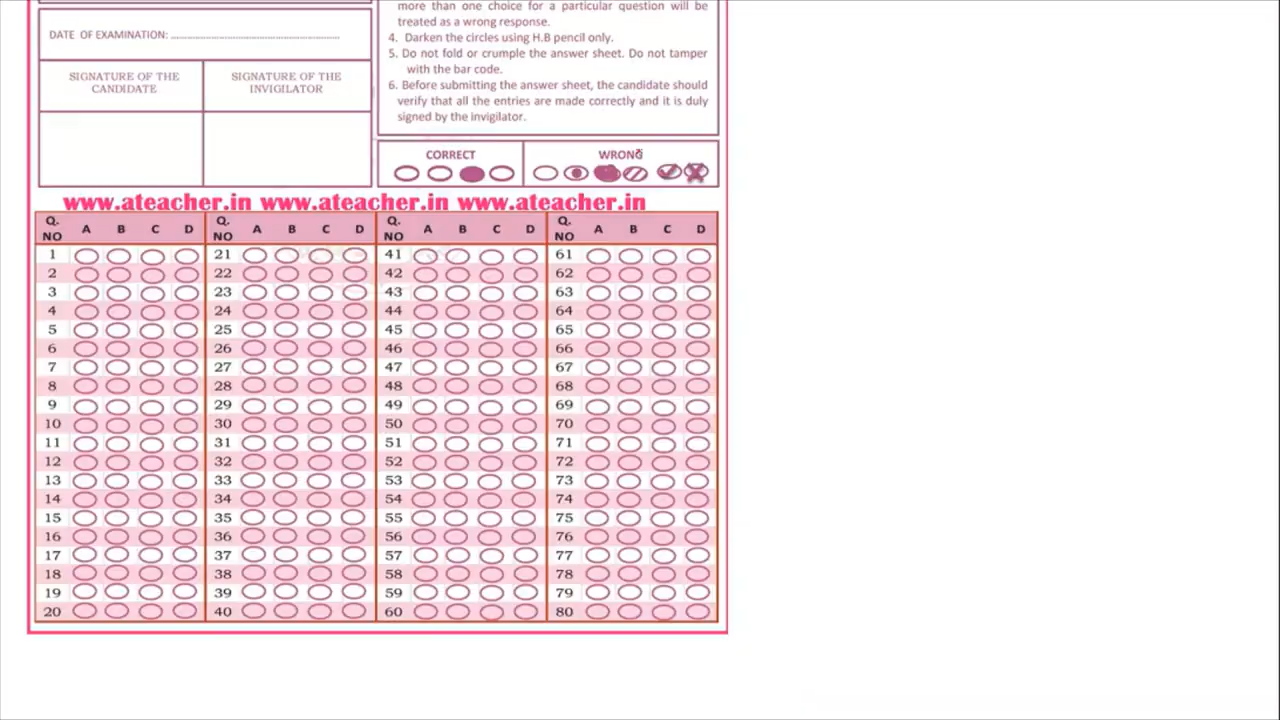 more than one choice for a particular question will be
treated as a wrong response.
4. Darken the circles using H.B pencil only.
5. Do not fold or crumple the answer sheet. Do not tamper
with the bar code.
6. Before submitting the answer sheet, the candidate should
verify that all the entries are made correctly and it is duly
signed by the invigilator.
DATE OF EXAMINATION: ..............................................................
SIGNATURE OF THE
CANDIDATE
SIGNATURE OF THE
INVIGILATOR
CORRECT
WRONG
www.ateacher.in www.ateacher.in www.ateacher.in
Q. NO A B C D Q. NO A B C D Q. NO A B C D Q. NO A B C D
1 21 41 61
2 22 42 62
3 23 43 63
4 24 44 64
5 25 45 65
6 26 46 66
7 27 47 67
8 28 48 68
9 29 49 69
10 30 50 70
11 31 51 71
12 32 52 72
13 33 53 73
14 34 54 74
15 35 55 75
16 36 56 76
17 37 57 77
18 38 58 78
19 39 59 79
20 40 60 80